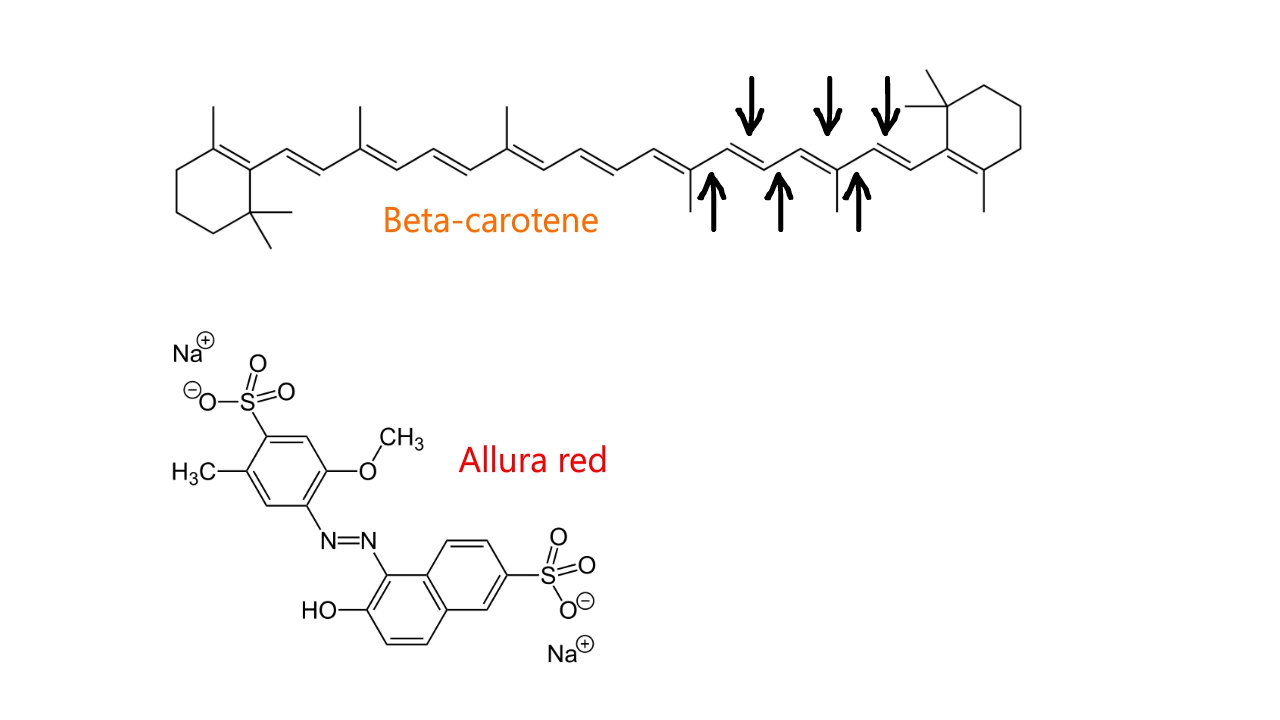 Beta-carotene
Na⊕
O
⊖O S O
CH₃
H₃C O
Allura red
N N
O
S O
HO O⊖
Na⊕